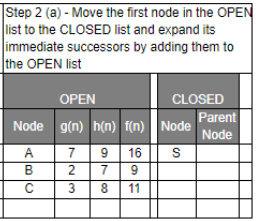 Step 2 (a) - Move the first node in the OPEN
list to the CLOSED list and expand its
immediate successors by adding them to
the OPEN list
OPEN CLOSED
Node g(n) h(n) f(n) Node Parent Node
A 7 9 16 S
B 2 7 9
C 3 8 11